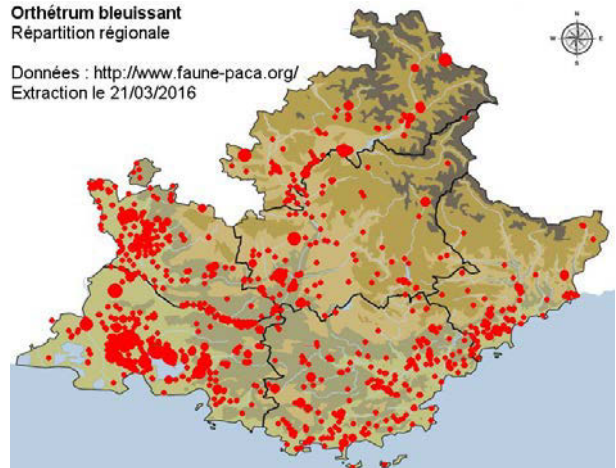 Orthétrum bleuissant
Répartition régionale
Données : http://www.faune-paca.org/
Extraction le 21/03/2016
N
W E
S